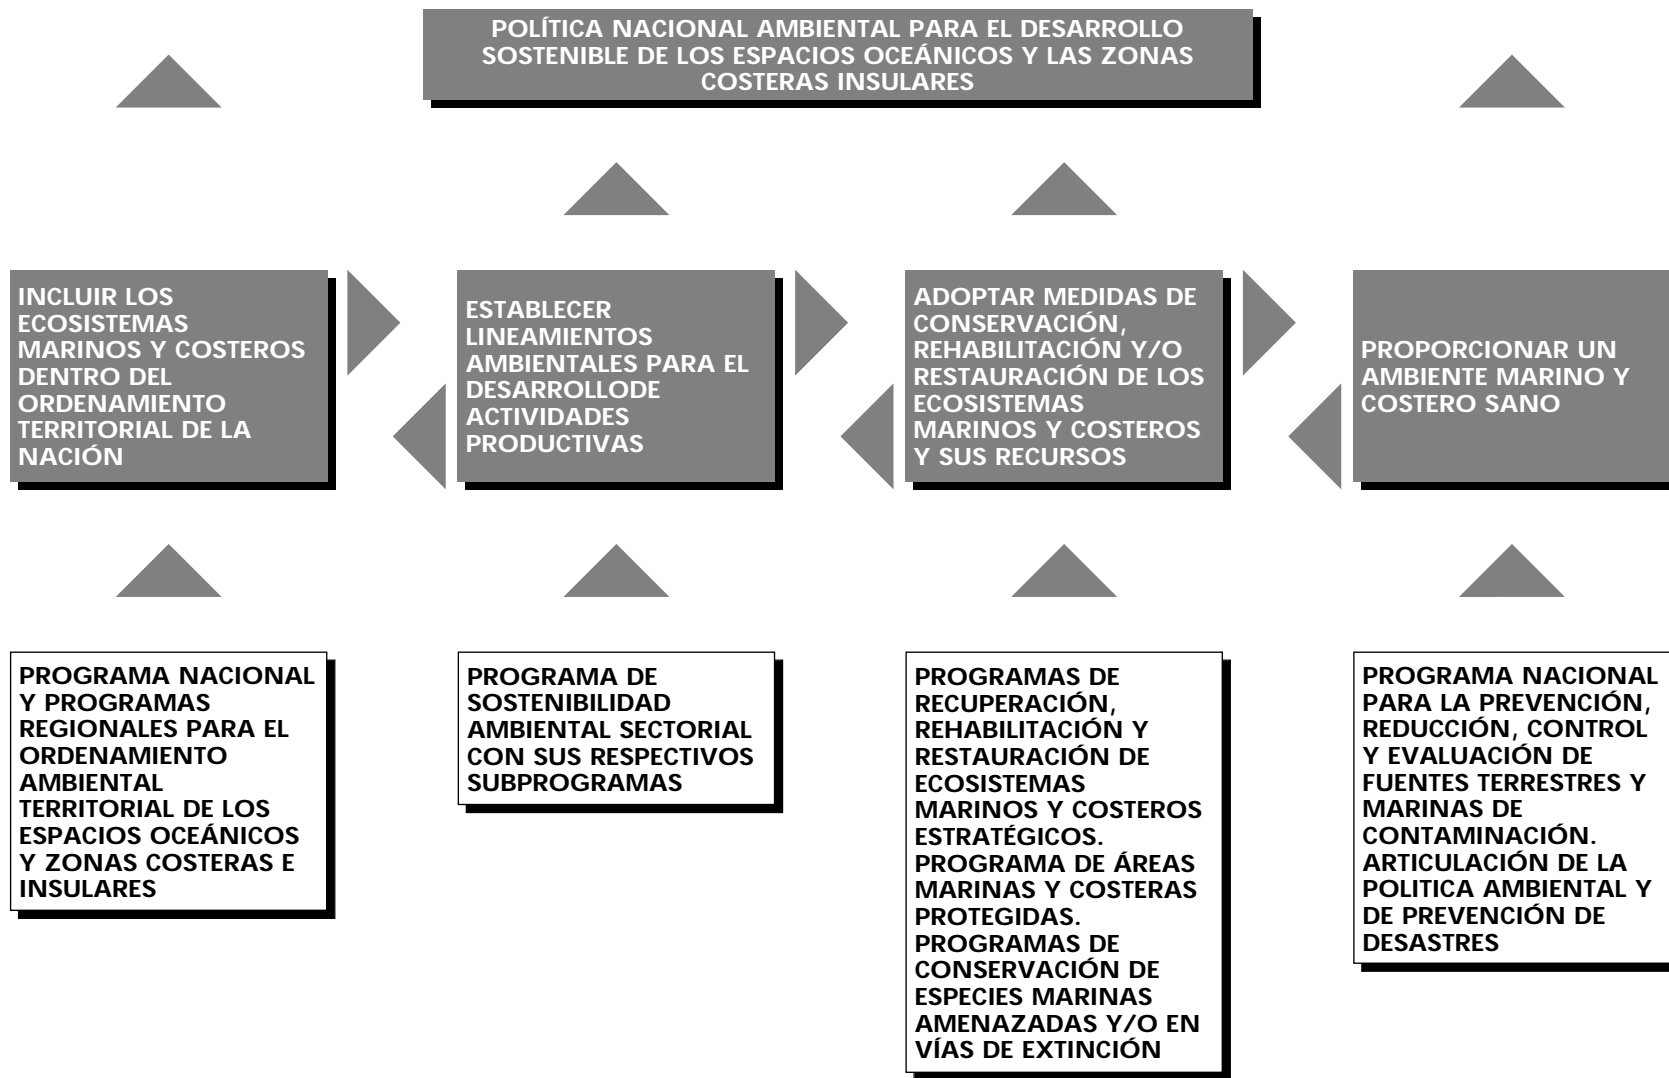 POLÍTICA NACIONAL AMBIENTAL PARA EL DESARROLLO
SOSTENIBLE DE LOS ESPACIOS OCEÁNICOS Y LAS ZONAS
COSTERAS INSULARES
INCLUIR LOS
ECOSISTEMAS
MARINOS Y COSTEROS
DENTRO DEL
ORDENAMIENTO
TERRITORIAL DE LA
NACIÓN
ESTABLECER
LINEAMIENTOS
AMBIENTALES PARA EL
DESARROLLODE
ACTIVIDADES
PRODUCTIVAS
ADOPTAR MEDIDAS DE
CONSERVACIÓN,
REHABILITACIÓN Y/O
RESTAURACIÓN DE LOS
ECOSISTEMAS
MARINOS Y COSTEROS
Y SUS RECURSOS
PROPORCIONAR UN
AMBIENTE MARINO Y
COSTERO SANO
PROGRAMA NACIONAL
Y PROGRAMAS
REGIONALES PARA EL
ORDENAMIENTO
AMBIENTAL
TERRITORIAL DE LOS
ESPACIOS OCEÁNICOS
Y ZONAS COSTERAS E
INSULARES
PROGRAMA DE
SOSTENIBILIDAD
AMBIENTAL SECTORIAL
CON SUS RESPECTIVOS
SUBPROGRAMAS
PROGRAMAS DE
RECUPERACIÓN,
REHABILITACIÓN Y
RESTAURACIÓN DE
ECOSISTEMAS
MARINOS Y COSTEROS
ESTRATÉGICOS.
PROGRAMA DE ÁREAS
MARINAS Y COSTERAS
PROTEGIDAS.
PROGRAMAS DE
CONSERVACIÓN DE
ESPECIES MARINAS
AMENAZADAS Y/O EN
VÍAS DE EXTINCIÓN
PROGRAMA NACIONAL
PARA LA PREVENCIÓN,
REDUCCIÓN, CONTROL
Y EVALUACIÓN DE
FUENTES TERRESTRES Y
MARINAS DE
CONTAMINACIÓN.
ARTICULACIÓN DE LA
POLITICA AMBIENTAL Y
DE PREVENCIÓN DE
DESASTRES